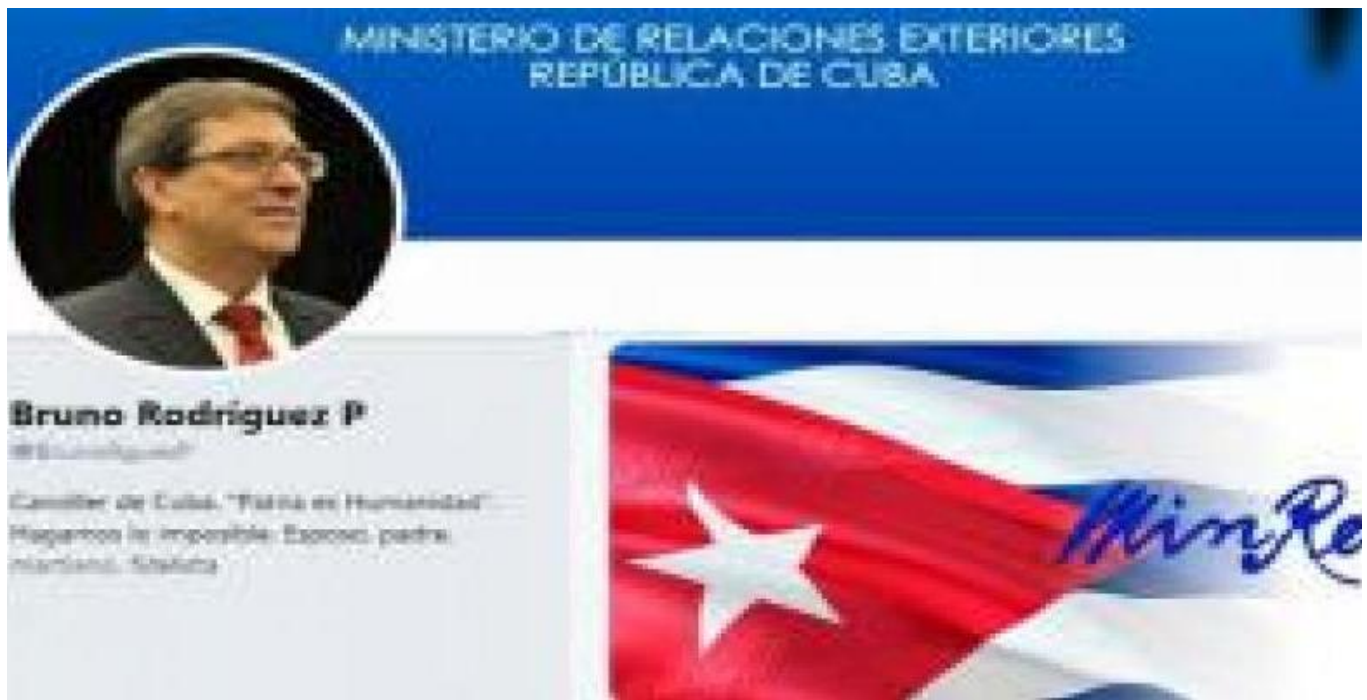 MINISTERIO DE RELACIONES EXTERIORES
REPÚBLICA DE CUBA
Bruno Rodríguez P
Canciller de Cuba. "Patria es Humanidad".
Hagamos lo imposible. Esposo, padre,
MinRe